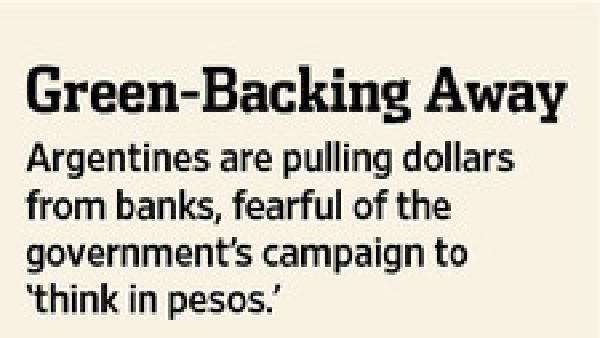 Green-Backing Away
Argentines are pulling dollars
from banks, fearful of the
government's campaign to
'think in pesos.'